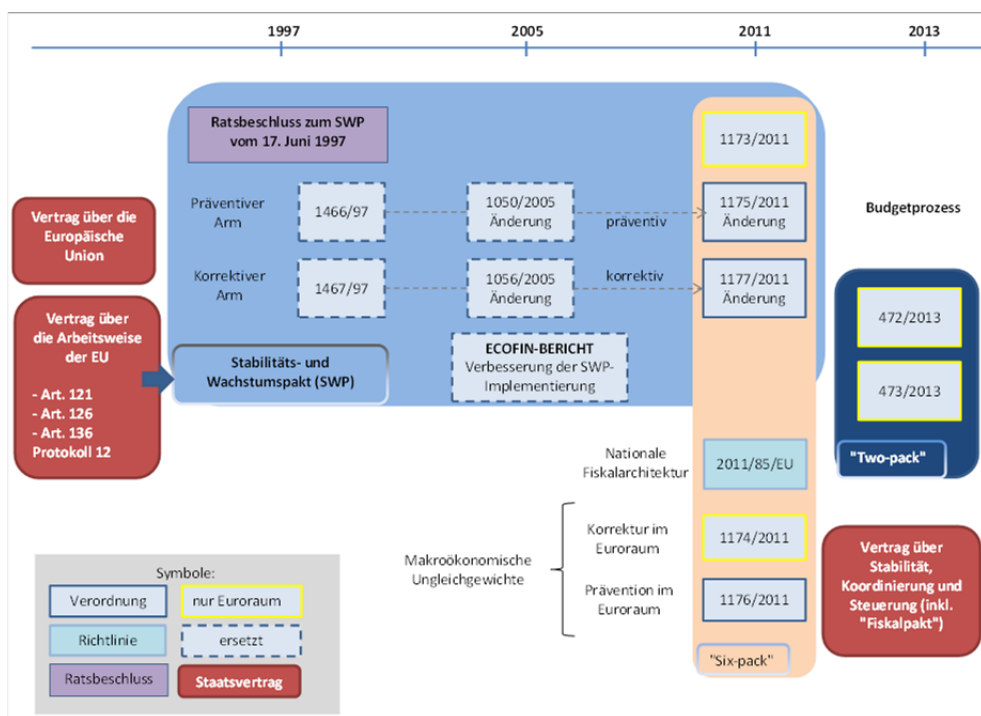 1997
2005
2011
2013
Ratsbeschluss zum SWP
vom 17. Juni 1997
1173/2011
Präventiver
Arm
1466/97
1050/2005
Änderung
präventiv
1175/2011
Änderung
Korrektiver
Arm
1467/97
1056/2005
Änderung
korrektiv
1177/2011
Änderung
Stabilitäts- und
Wachstumspakt (SWP)
ECOFIN-BERICHT
Verbesserung der SWP-
Implementierung
Vertrag über die
Europäische
Union
Vertrag über
die Arbeitsweise
der EU
- Art. 121
- Art. 126
- Art. 136
Protokoll 12
Budgetprozess
472/2013
473/2013
"Two-pack"
Nationale
Fiskalarchitektur
2011/85/EU
Makroökonomische
Ungleichgewichte
Korrektur im
Euroraum
1174/2011
Prävention im
Euroraum
1176/2011
"Six-pack"
Vertrag über
Stabilität,
Koordinierung und
Steuerung (inkl.
"Fiskalpakt")
Symbole:
Verordnung
nur Euroraum
Richtlinie
ersetzt
Ratsbeschluss
Staatsvertrag